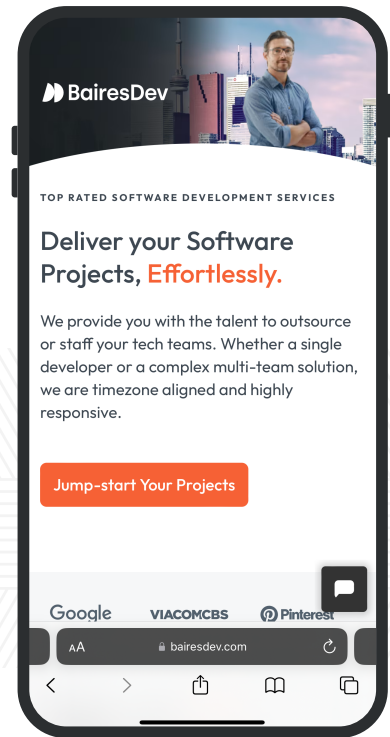 BairesDev
TOP RATED SOFTWARE DEVELOPMENT SERVICES
Deliver your Software
Projects, Effortlessly.
We provide you with the talent to outsource
or staff your tech teams. Whether a single
developer or a complex multi-team solution,
we are timezone aligned and highly
responsive.
Jump-start Your Projects
Google VIACOMCBS Pinterest
AA bairesdev.com